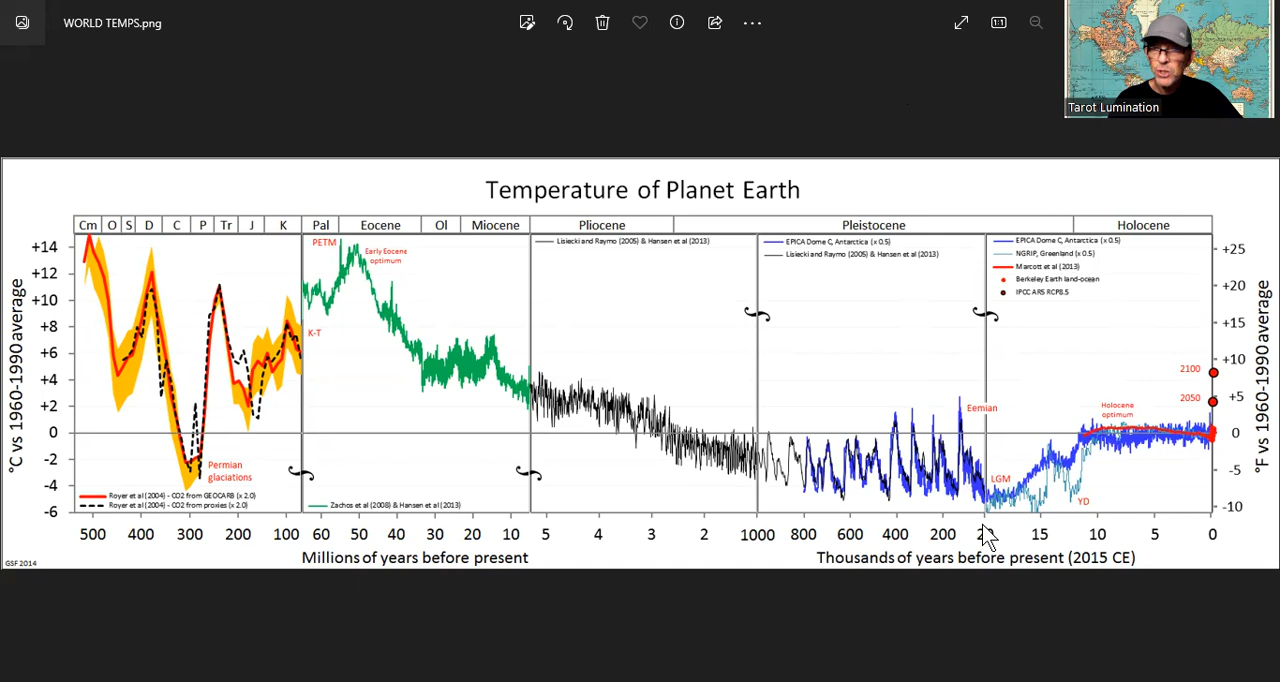 WORLD TEMPS.png
Tarot Lumination
Temperature of Planet Earth
Cm O S D C P Tr J K Pal Eocene Ol Miocene Pliocene Pleistocene Holocene
°C vs 1960-1990 average
+14
+12
+10
+8
+6
+4
+2
0
-2
-4
-6
PETM
Early Eocene
optimum
K-T
Permian
glaciations
Royer et al (2004) - CO2 from GEOCARB (x 2.0)
Royer et al (2004) - CO2 from proxies (x 2.0)
Zachos et al (2008) & Hansen et al (2013)
Lisiecki and Raymo (2005) & Hansen et al (2013)
EPICA Dome C, Antarctica (x 0.5)
Lisiecki and Raymo (2005) & Hansen et al (2013)
EPICA Dome C, Antarctica (x 0.5)
NGRIP, Greenland (x 0.5)
Marcott et al (2013)
Berkeley Earth land-ocean
IPCC AR5 RCP8.5
Eemian
LGM
YD
Holocene
optimum
2100
2050
+25
+20
+15
+10
+5
0
-5
-10
°F vs 1960-1990 average
500 400 300 200 100 60 50 40 30 20 10 5 4 3 2 1000 800 600 400 200 15 10 5 0
Millions of years before present
Thousands of years before present (2015 CE)
GSF 2014